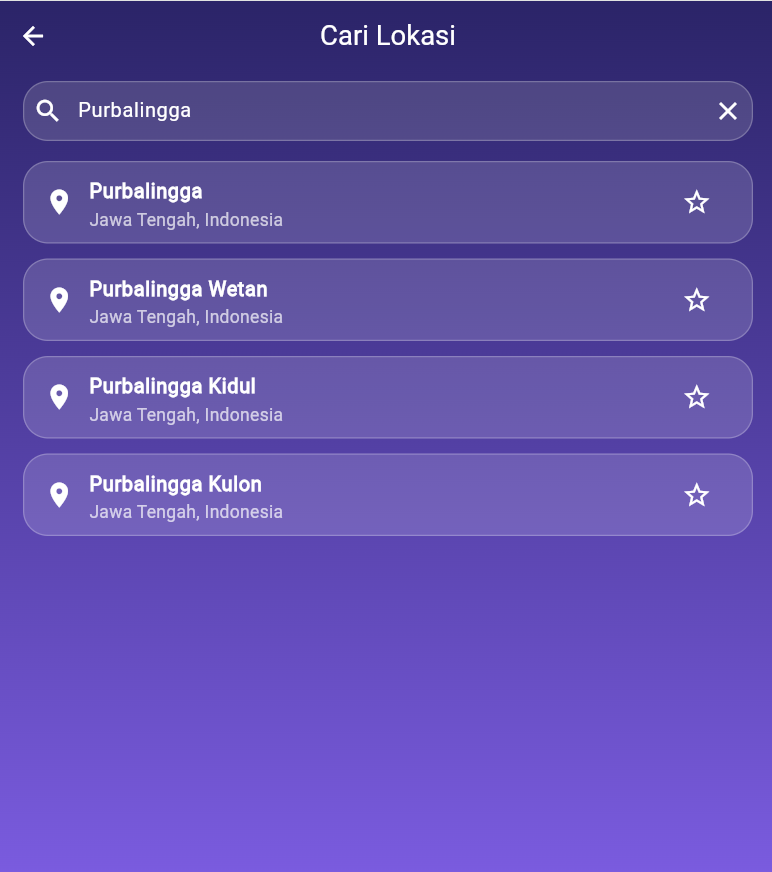 Cari Lokasi
Purbalingga
Purbalingga
Jawa Tengah, Indonesia
Purbalingga Wetan
Jawa Tengah, Indonesia
Purbalingga Kidul
Jawa Tengah, Indonesia
Purbalingga Kulon
Jawa Tengah, Indonesia